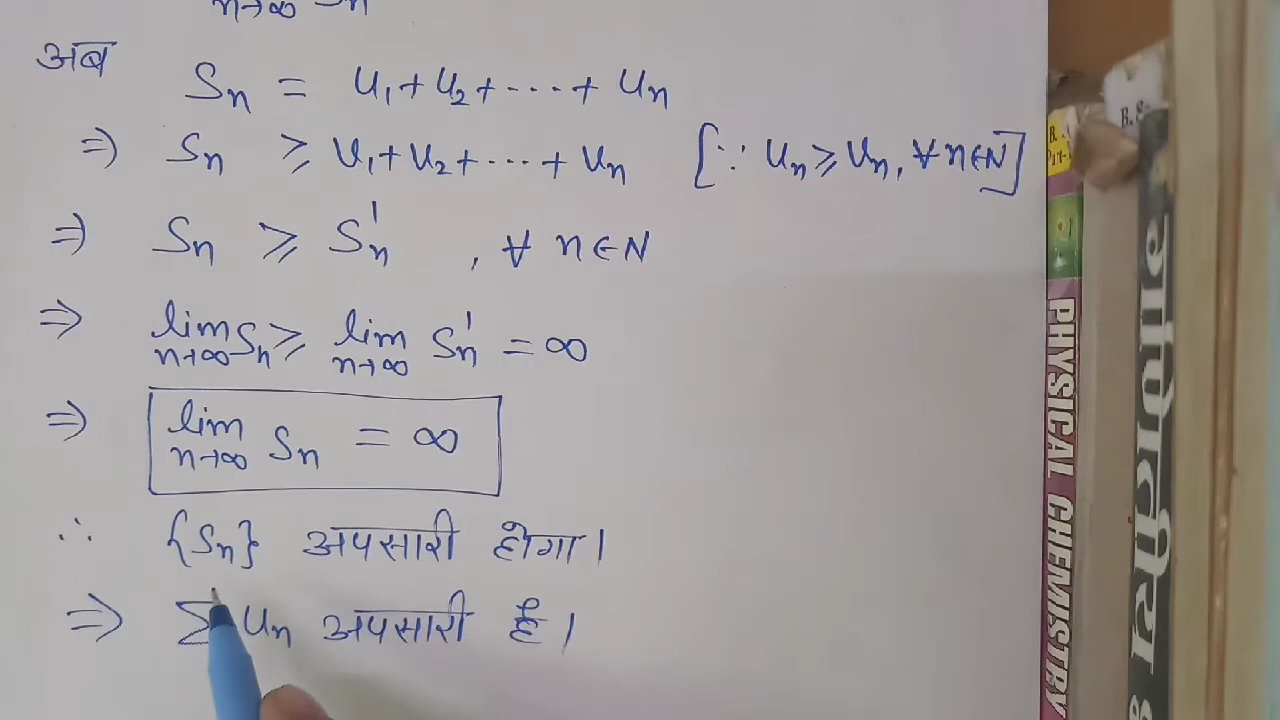 n→∞
अब Sn = U1 + U2 + ---- + Un
=> Sn ≥ V1 + V2 + ---- + Vn [∵ Un ≥ Vn, ∀ n∈N]
=> Sn ≥ S'n , ∀ n∈N
=> lim n→∞ Sn ≥ lim n→∞ S'n = ∞
=> lim n→∞ Sn = ∞
∴ {Sn} अपसारी होगा।
=> ΣUn अपसारी है।
PHYSICAL CHEMISTRY